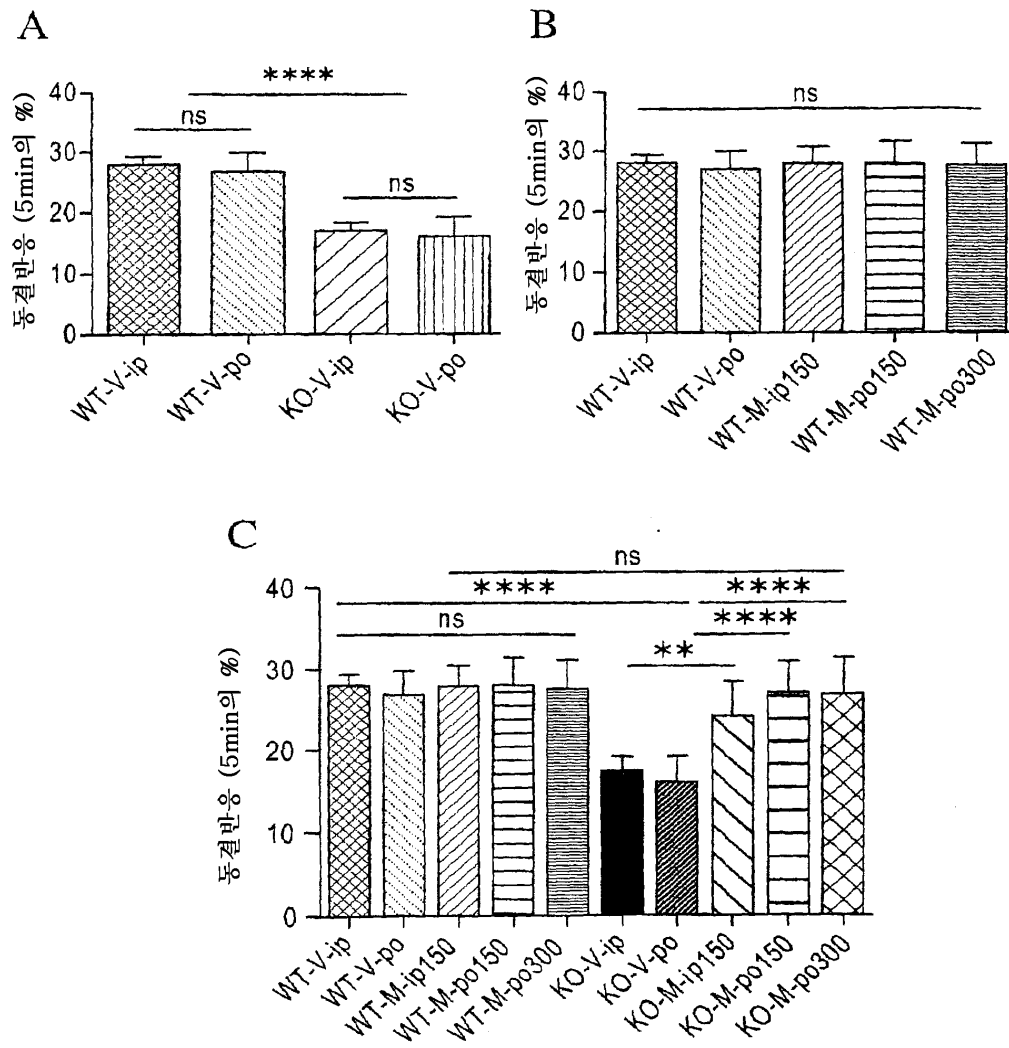 A
동결반응 (5min의 %)
40
30
20
10
0
****
ns
ns
WT-V-ip
WT-V-po
KO-V-ip
KO-V-po
B
동결반응 (5min의 %)
40
30
20
10
0
ns
WT-V-ip
WT-V-po
WT-M-ip150
WT-M-po150
WT-M-po300
C
동결반응 (5min의 %)
40
30
20
10
0
ns
****
****
ns
****
**
WT-V-ip
WT-V-po
WT-M-ip150
WT-M-po150
WT-M-po300
KO-V-ip
KO-V-po
KO-M-ip150
KO-M-po150
KO-M-po300